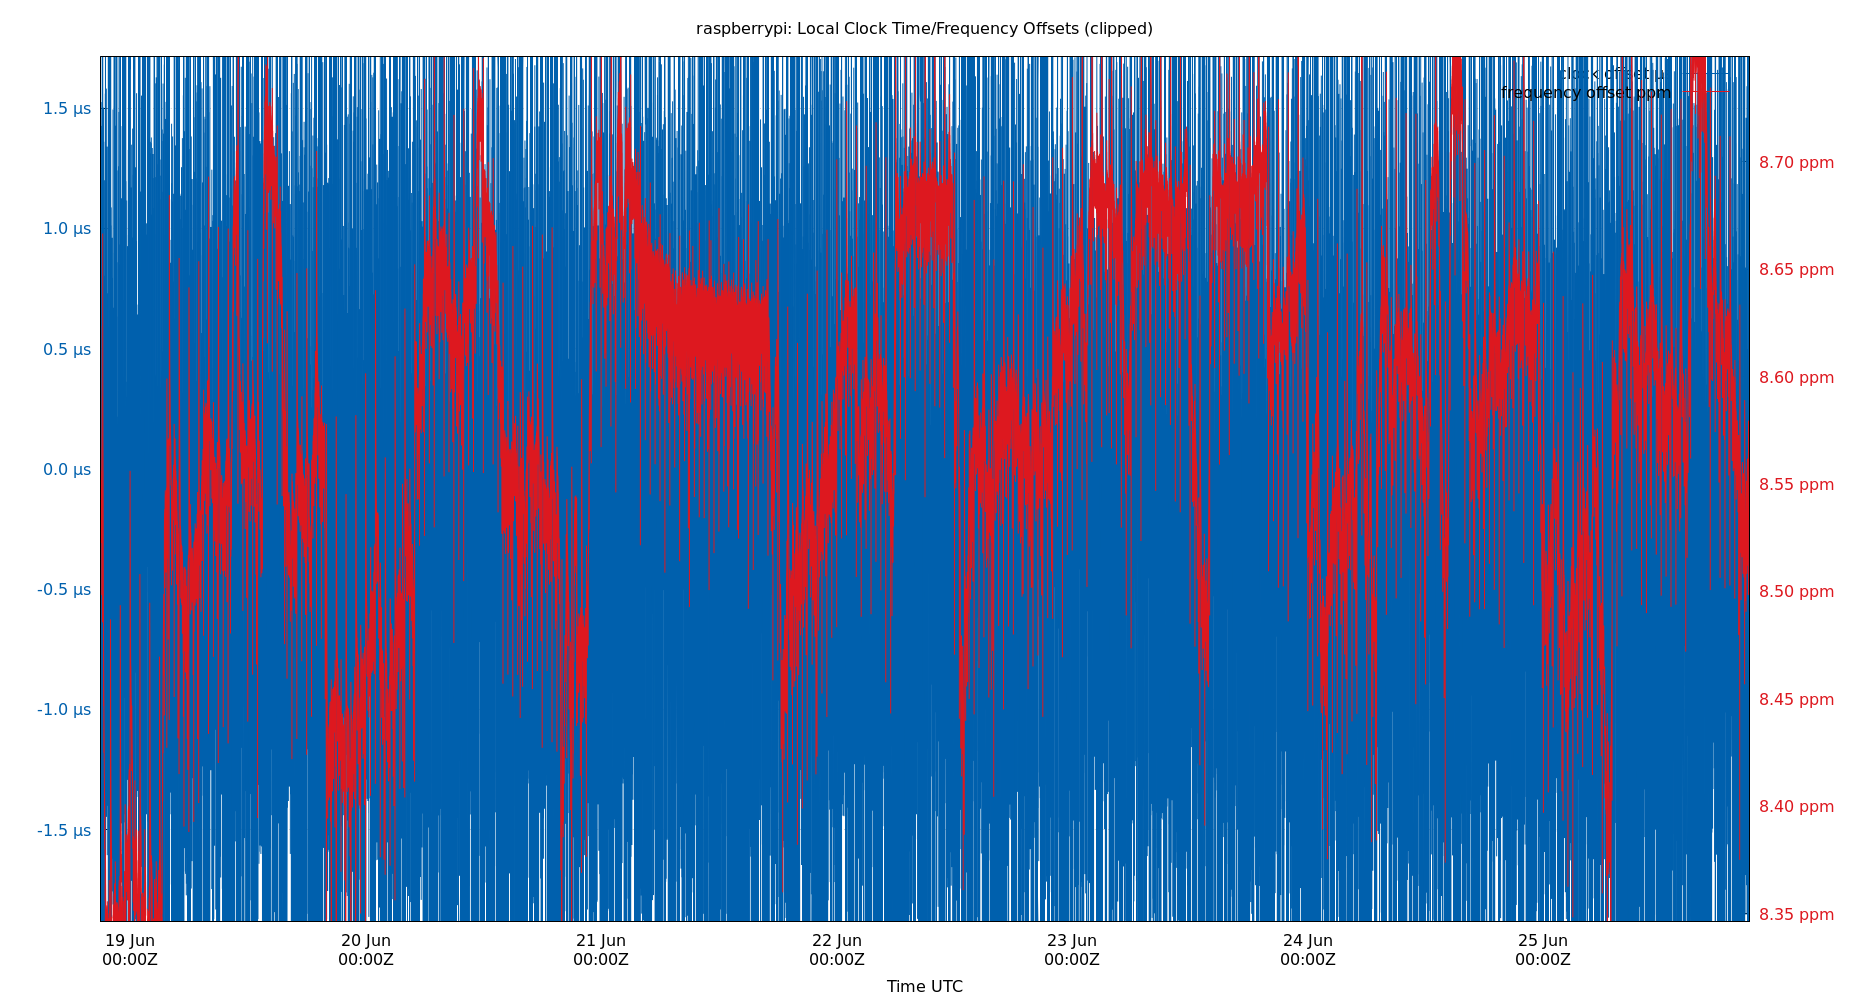 raspberrypi: Local Clock Time/Frequency Offsets (clipped)
clock offset µ
frequency offset ppm
1.5 µs
1.0 µs
0.5 µs
0.0 µs
-0.5 µs
-1.0 µs
-1.5 µs
8.70 ppm
8.65 ppm
8.60 ppm
8.55 ppm
8.50 ppm
8.45 ppm
8.40 ppm
8.35 ppm
19 Jun 20 Jun 21 Jun 22 Jun 23 Jun 24 Jun 25 Jun
00:00Z 00:00Z 00:00Z 00:00Z 00:00Z 00:00Z 00:00Z
Time UTC